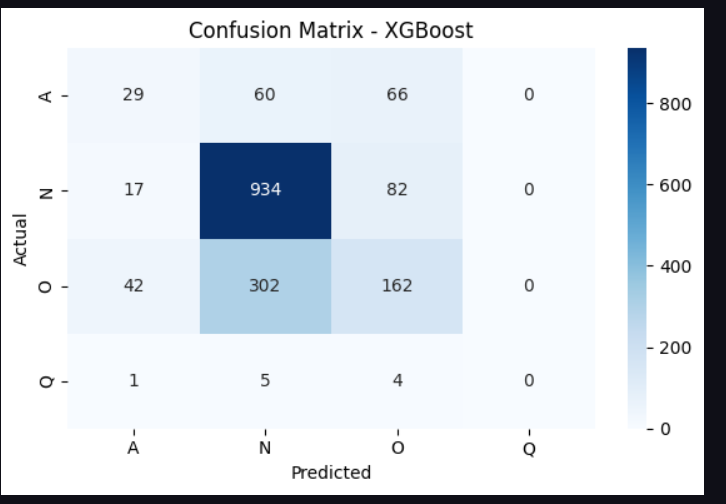 Confusion Matrix - XGBoost
A 29 60 66 0
N 17 934 82 0
O 42 302 162 0
Q 1 5 4 0
A N O Q
Predicted
Actual
800
600
400
200
0